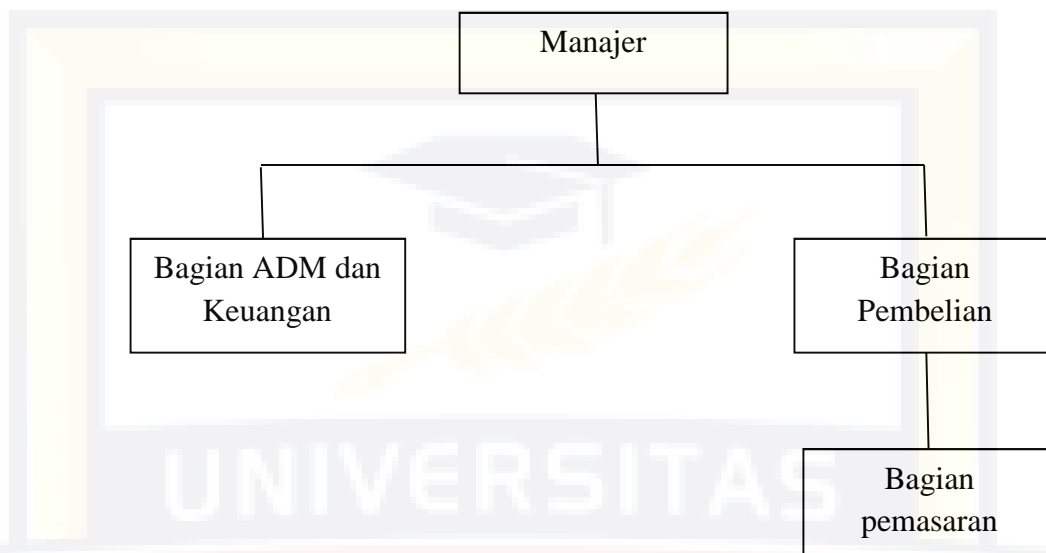 Manajer
Bagian ADM dan
Keuangan
Bagian
Pembelian
UNIVERSITAS
Bagian
pemasaran